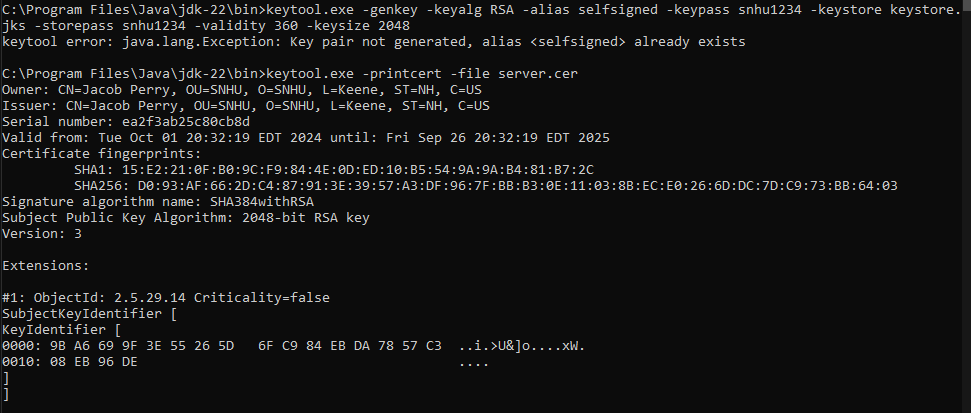 C:\Program Files\Java\jdk-22\bin>keytool.exe -genkey -keyalg RSA -alias selfsigned -keypass snhu1234 -keystore keystore.
jks -storepass snhu1234 -validity 360 -keysize 2048
keytool error: java.lang.Exception: Key pair not generated, alias <selfsigned> already exists

C:\Program Files\Java\jdk-22\bin>keytool.exe -printcert -file server.cer
Owner: CN=Jacob Perry, OU=SNHU, O=SNHU, L=Keene, ST=NH, C=US
Issuer: CN=Jacob Perry, OU=SNHU, O=SNHU, L=Keene, ST=NH, C=US
Serial number: ea2f3ab25c80cb8d
Valid from: Tue Oct 01 20:32:19 EDT 2024 until: Fri Sep 26 20:32:19 EDT 2025
Certificate fingerprints:
         SHA1: 15:E2:21:0F:B0:9C:F9:84:4E:0D:ED:10:B5:54:9A:9A:B4:81:B7:2C
         SHA256: D0:93:AF:66:2D:C4:87:91:3E:39:57:A3:DF:96:7F:BB:B3:0E:11:03:8B:EC:E0:26:6D:DC:7D:C9:73:BB:64:03
Signature algorithm name: SHA384withRSA
Subject Public Key Algorithm: 2048-bit RSA key
Version: 3

Extensions:

#1: ObjectId: 2.5.29.14 Criticality=false
SubjectKeyIdentifier [
KeyIdentifier [
0000: 9B A6 69 9F 3E 55 26 5D   6F C9 84 EB DA 78 57 C3  ..i.>U&]o....xW.
0010: 08 EB 96 DE                                        ....
]
]